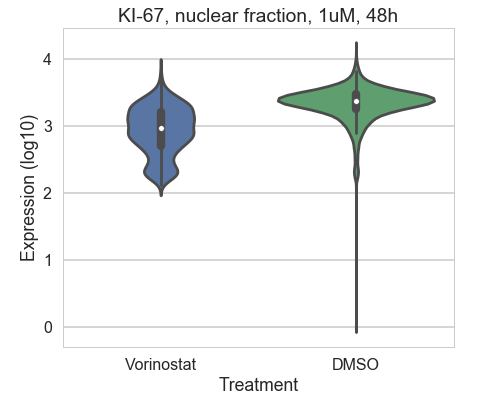 KI-67, nuclear fraction, 1uM, 48h
Expression (log10)
4
3
2
1
0
Vorinostat DMSO
Treatment